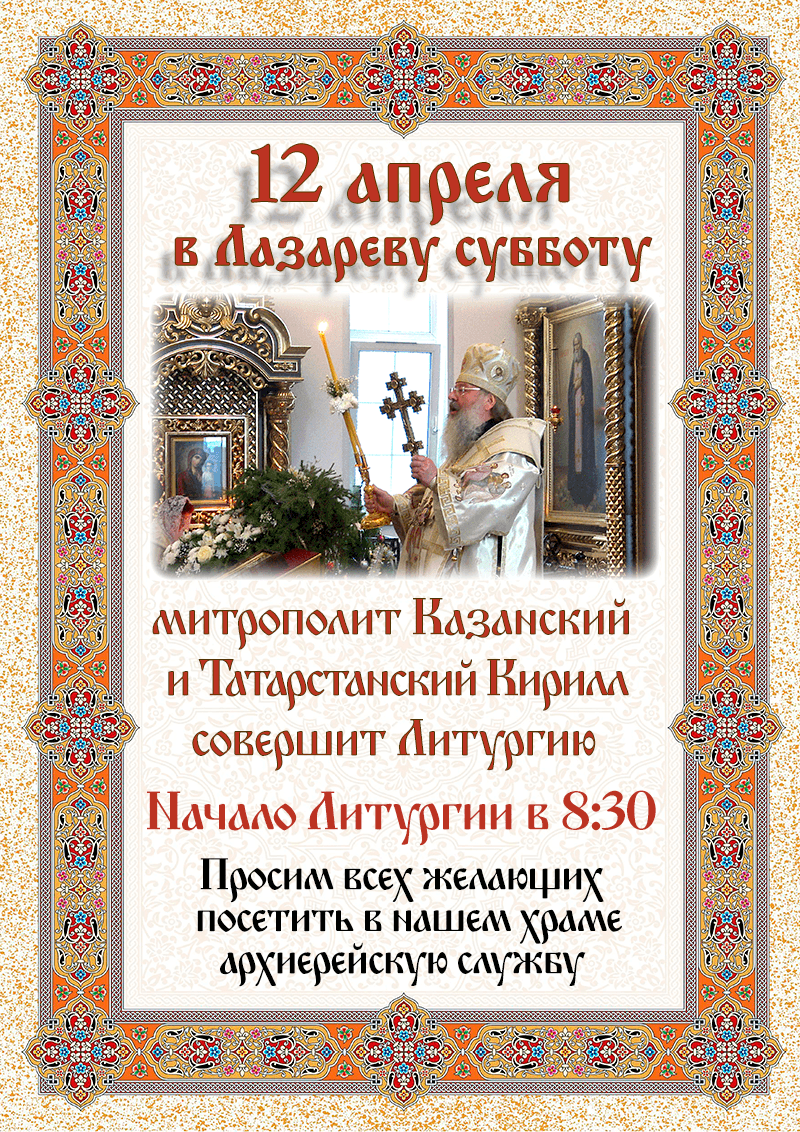 12 апреля
в Лазареву субботу
митрополит Казанский
и Татарстанский Кирилл
совершит Литургию
Начало Литургии в 8:30
Просим всех желающих
посетить в нашем храме
архиерейскую службу